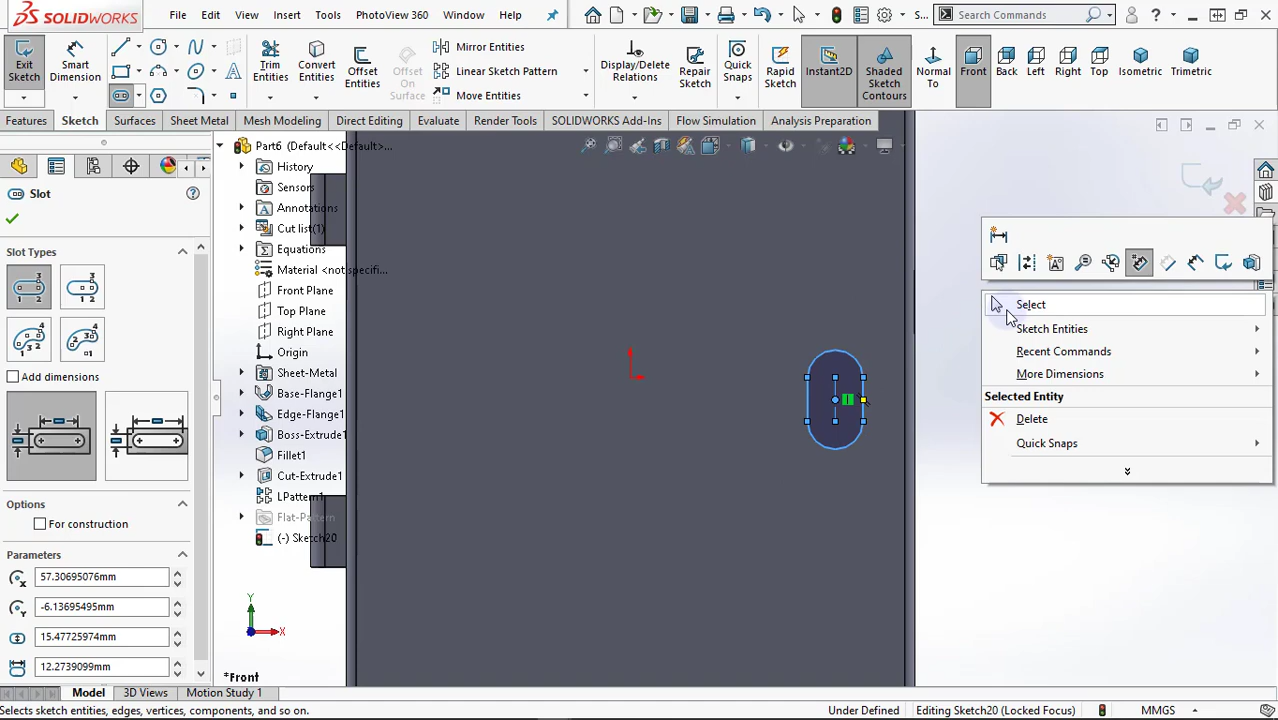 SOLIDWORKS File Edit View Insert Tools PhotoView 360 Window Help S... Search Commands
Exit Sketch
Smart Dimension
Trim Entities
Convert Entities
Offset Entities
Offset On Surface
Mirror Entities
Linear Sketch Pattern
Move Entities
Display/Delete Relations
Repair Sketch
Quick Snaps
Rapid Sketch
Instant2D
Shaded Sketch Contours
Normal To
Front
Back
Left
Right
Top
Isometric
Trimetric
Features Sketch Surfaces Sheet Metal Mesh Modeling Direct Editing Evaluate Render Tools SOLIDWORKS Add-Ins Flow Simulation Analysis Preparation
Slot
Slot Types
Add dimensions
Options
For construction
Parameters
57.30695076mm
-6.13695495mm
15.47725974mm
12.2739099mm
Part6 (Default<<Default>...
History
Sensors
Annotations
Cut list(1)
Equations
Material <not specifi...
Front Plane
Top Plane
Right Plane
Origin
Sheet-Metal
Base-Flange1
Edge-Flange1
Boss-Extrude1
Fillet1
Cut-Extrude1
LPattern1
Flat-Pattern
(-) Sketch20
Y
X
*Front
Select
Sketch Entities
Recent Commands
More Dimensions
Selected Entity
Delete
Quick Snaps
Model 3D Views Motion Study 1
Selects sketch entities, edges, vertices, components, and so on. Under Defined Editing Sketch20 (Locked Focus) MMGS